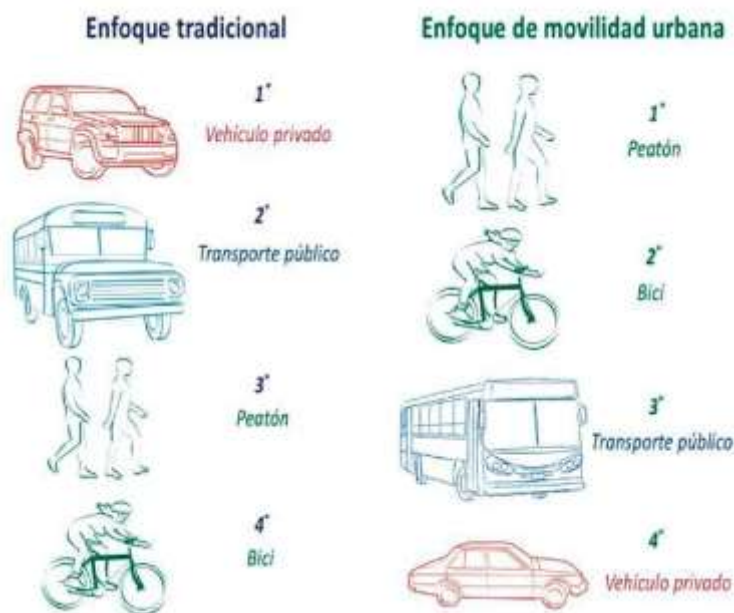 Enfoque tradicional
1°
Vehículo privado
2°
Transporte público
3°
Peatón
4°
Bici
Enfoque de movilidad urbana
1°
Peatón
2°
Bici
3°
Transporte público
4°
Vehículo privado